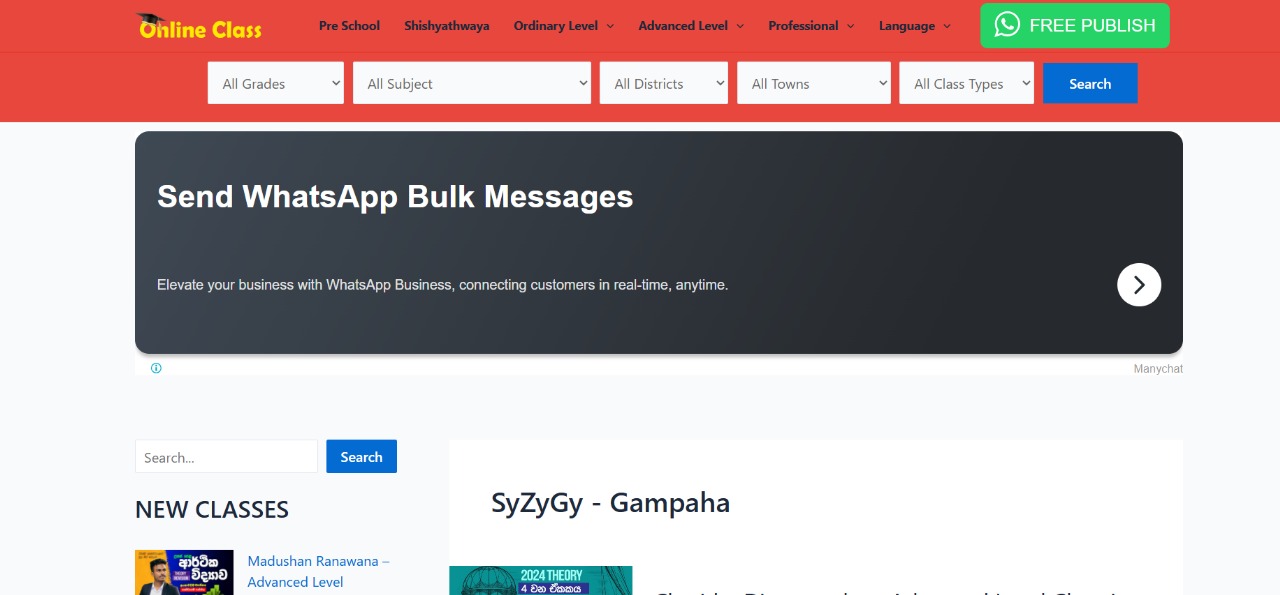 Online Class
Pre School Shishyathwaya Ordinary Level Advanced Level Professional Language FREE PUBLISH
All Grades All Subject All Districts All Towns All Class Types Search
Send WhatsApp Bulk Messages
Elevate your business with WhatsApp Business, connecting customers in real-time, anytime.
Manychat
Search... Search
NEW CLASSES
ආර්ථික
විද්‍යාව
Madushan Ranawana –
Advanced Level
SyZyGy - Gampaha
2024 THEORY
4 වන ඒකකය